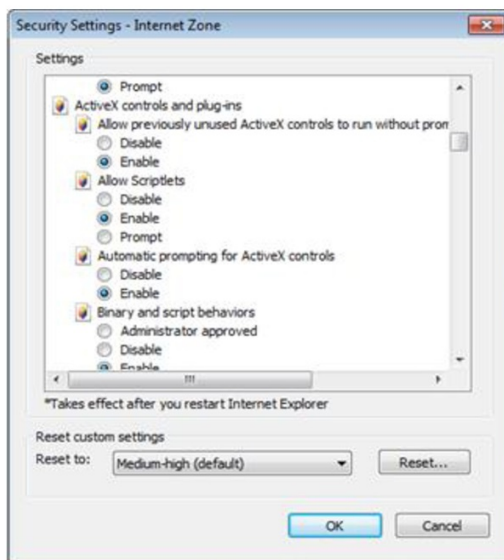 Security Settings - Internet Zone
Settings
Prompt
ActiveX controls and plug-ins
Allow previously unused ActiveX controls to run without prom
Disable
Enable
Allow Scriptlets
Disable
Enable
Prompt
Automatic prompting for ActiveX controls
Disable
Enable
Binary and script behaviors
Administrator approved
Disable
Enable
*Takes effect after you restart Internet Explorer
Reset custom settings
Reset to:
Medium-high (default)
Reset...
OK
Cancel